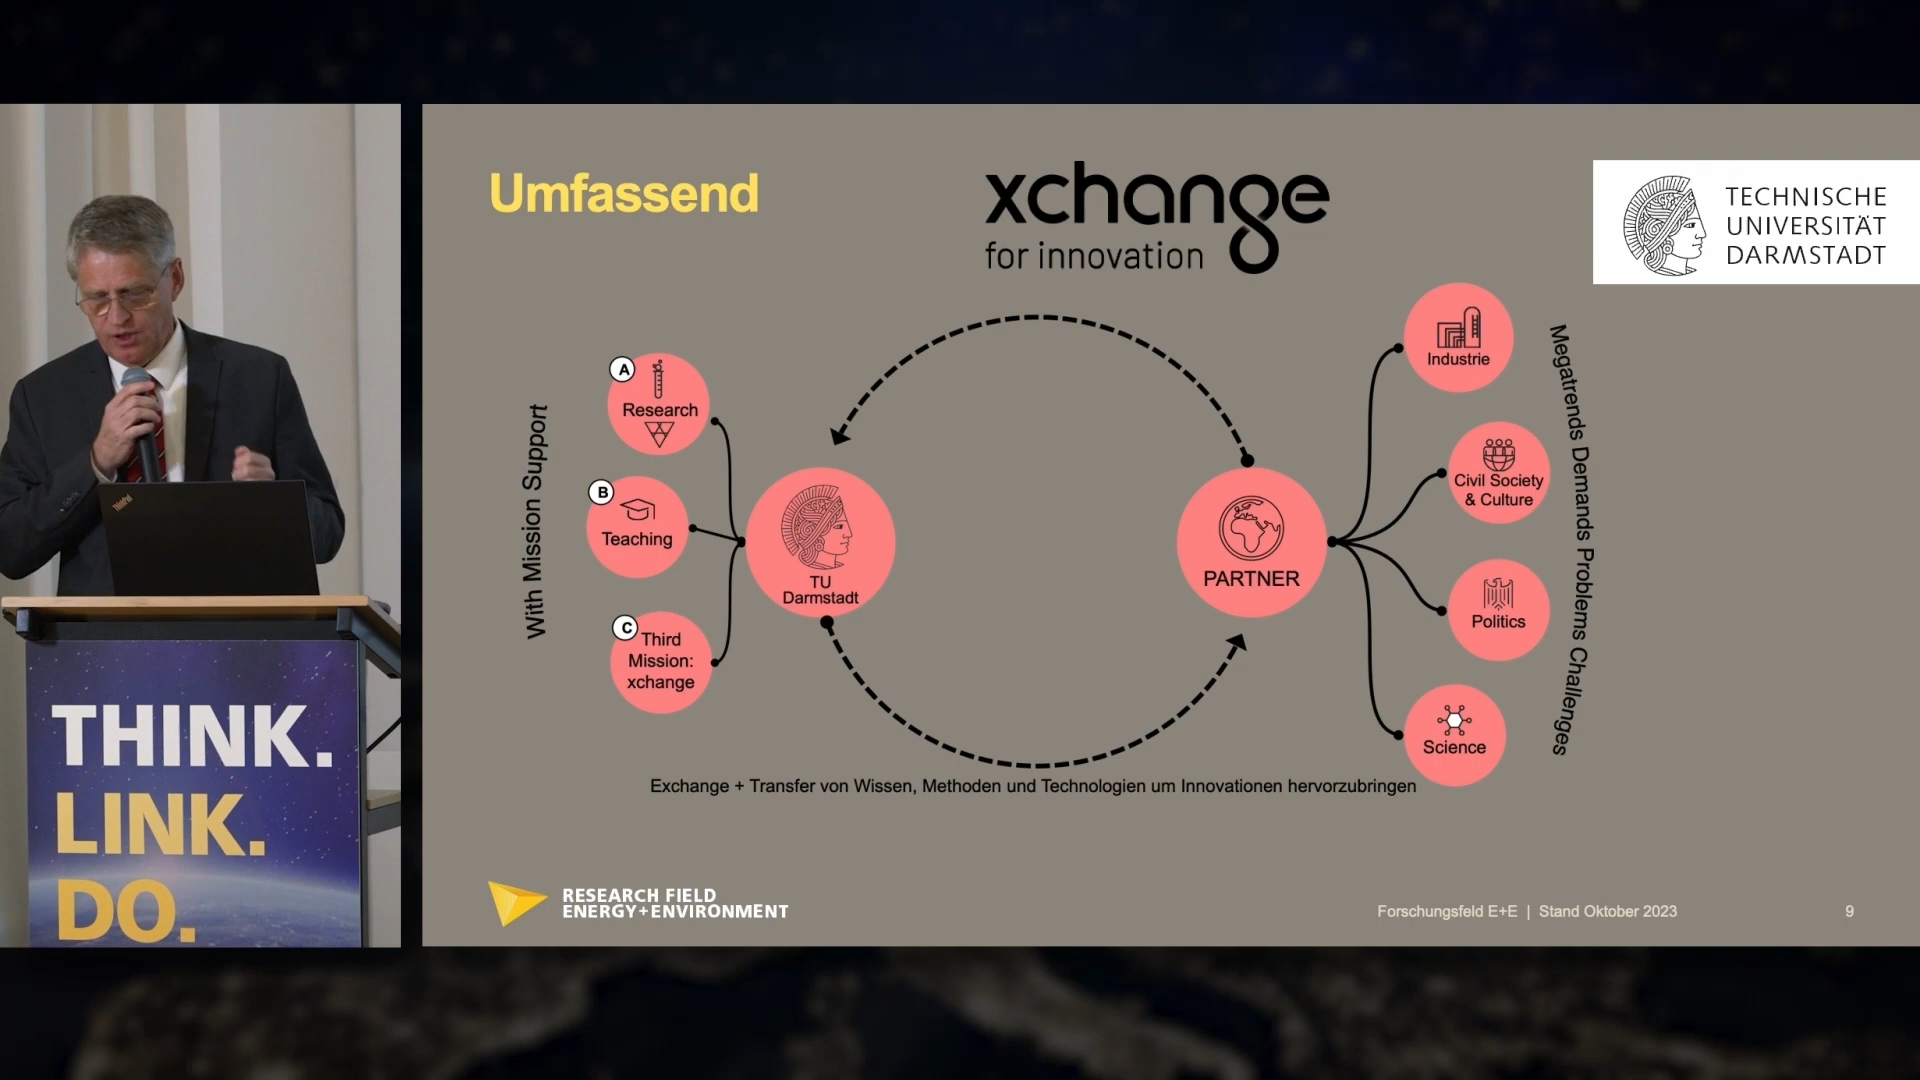 Umfassend
xchange
for innovation
TECHNISCHE
UNIVERSITÄT
DARMSTADT
With Mission Support
A
Research
B
Teaching
C
Third
Mission:
xchange
TU
Darmstadt
PARTNER
Industrie
Civil Society
& Culture
Politics
Science
Megatrends Demands Problems Challenges
Exchange + Transfer von Wissen, Methoden und Technologien um Innovationen hervorzubringen
RESEARCH FIELD
ENERGY+ENVIRONMENT
Forschungsfeld E+E | Stand Oktober 2023
9
ThinkPad
THINK.
LINK.
DO.